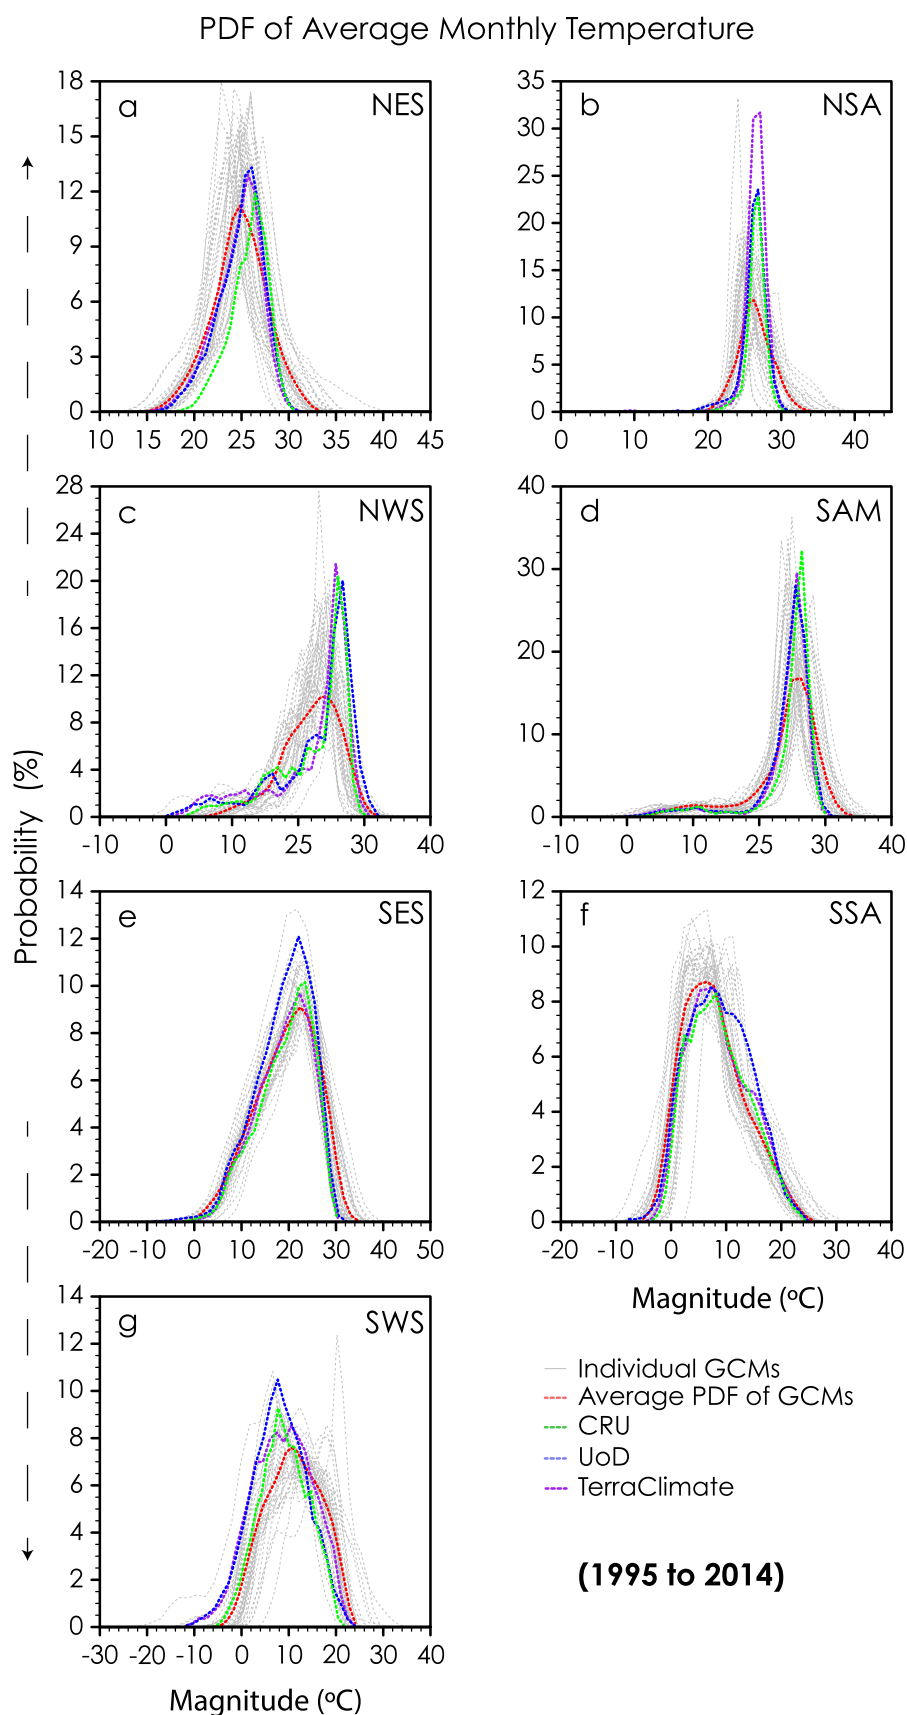 PDF of Average Monthly Temperature
a NES
18
15
12
9
6
3
0
10 15 20 25 30 35 40 45
b NSA
35
30
25
20
15
10
5
0
0 10 20 30 40
c NWS
28
24
20
16
12
8
4
0
-10 0 10 25 30 40
d SAM
40
30
20
10
0
-10 0 10 25 30 40
e SES
14
12
10
8
6
4
2
0
-20 -10 0 10 20 30 40 50
f SSA
12
10
8
6
4
2
0
-20 -10 0 10 20 30 40
Magnitude (ºC)
g SWS
14
12
10
8
6
4
2
0
-30 -20 -10 0 10 20 30 40
Magnitude (ºC)
Probability (%)
Individual GCMs
Average PDF of GCMs
CRU
UoD
TerraClimate
(1995 to 2014)